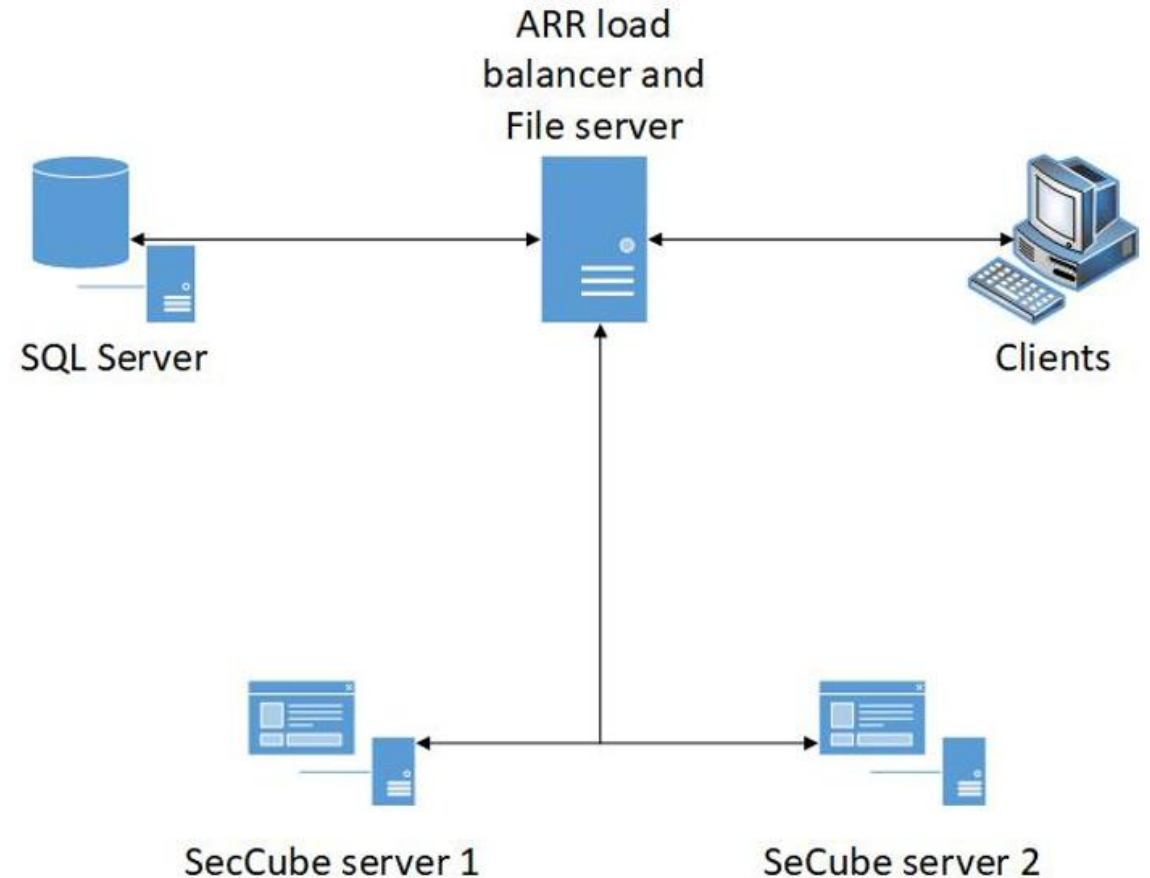 ARR load
balancer and
File server
SQL Server
Clients
SecCube server 1
SeCube server 2